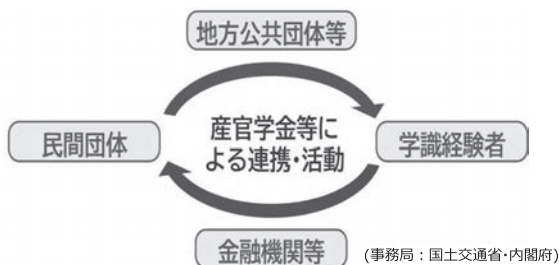 地方公共団体等
民間団体
産官学金等に
よる連携・活動
学識経験者
金融機関等
(事務局：国土交通省・内閣府)